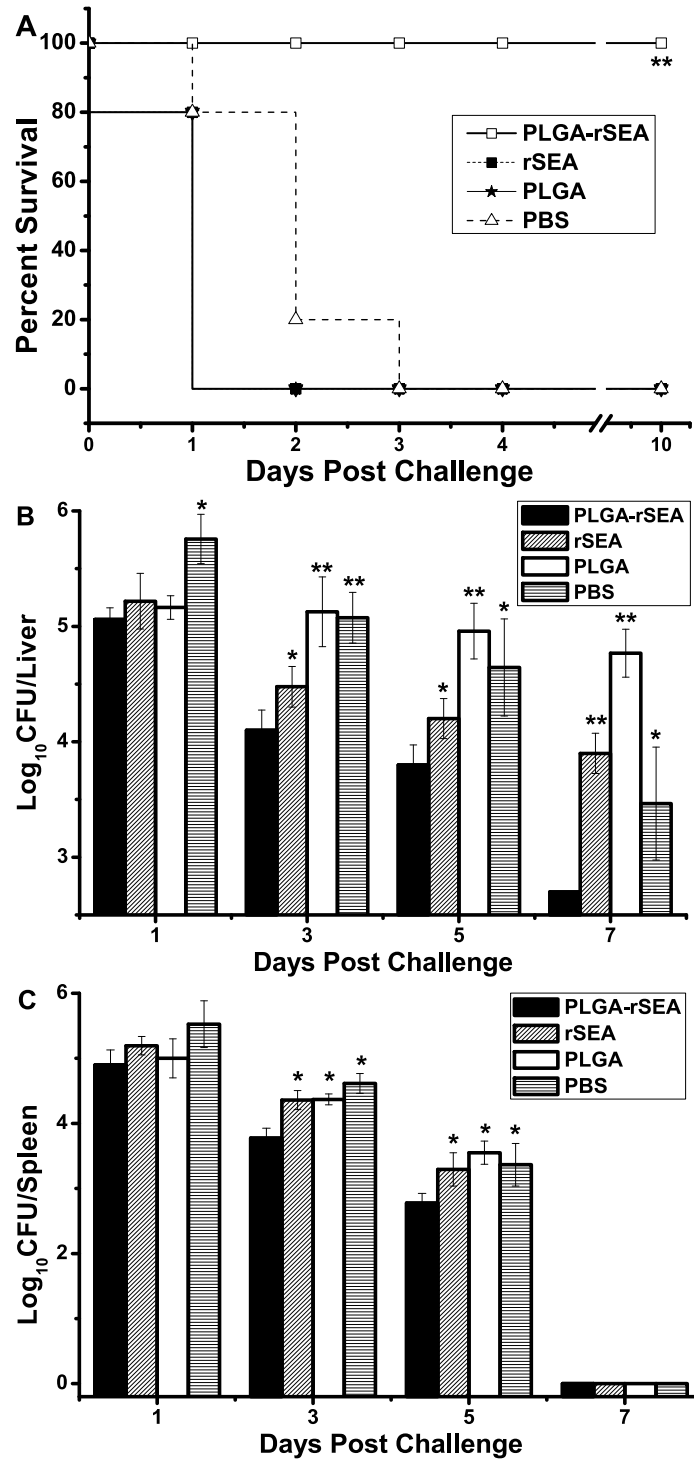 A
Percent Survival
100
80
60
40
20
0
**
PLGA-rSEA
rSEA
PLGA
PBS
0 1 2 3 4 10
Days Post Challenge
B
Log10CFU/Liver
6
5
4
3
PLGA-rSEA
rSEA
PLGA
PBS
*
* ** **
* ** *
** ** *
1 3 5 7
Days Post Challenge
C
Log10CFU/Spleen
6
4
2
0
PLGA-rSEA
rSEA
PLGA
PBS
* * *
* * *
1 3 5 7
Days Post Challenge